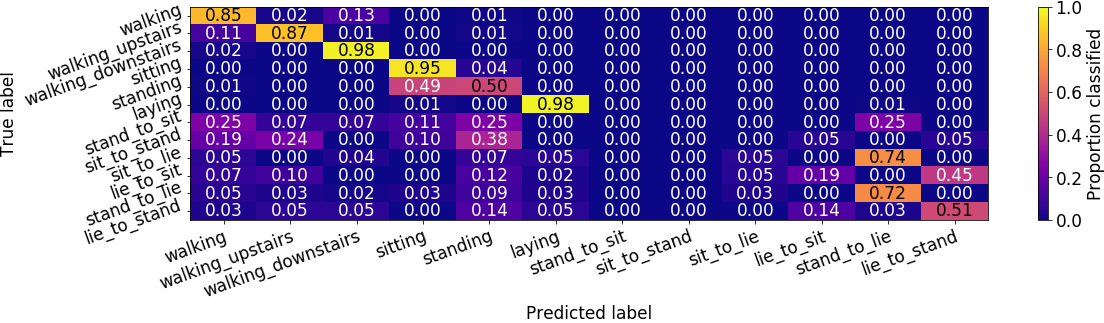 True label
walking 0.85 0.02 0.13 0.00 0.01 0.00 0.00 0.00 0.00 0.00 0.00 0.00
walking_upstairs 0.11 0.87 0.01 0.00 0.01 0.00 0.00 0.00 0.00 0.00 0.00 0.00
walking_downstairs 0.02 0.00 0.98 0.00 0.00 0.00 0.00 0.00 0.00 0.00 0.00 0.00
sitting 0.00 0.00 0.00 0.95 0.04 0.00 0.00 0.00 0.00 0.00 0.00 0.00
standing 0.01 0.00 0.00 0.49 0.50 0.00 0.00 0.00 0.00 0.00 0.00 0.00
laying 0.00 0.00 0.00 0.01 0.00 0.98 0.00 0.00 0.00 0.00 0.01 0.00
stand_to_sit 0.25 0.07 0.07 0.11 0.25 0.00 0.00 0.00 0.00 0.00 0.25 0.00
sit_to_stand 0.19 0.24 0.00 0.10 0.38 0.00 0.00 0.00 0.00 0.05 0.00 0.05
sit_to_lie 0.05 0.00 0.04 0.00 0.07 0.05 0.00 0.00 0.05 0.00 0.74 0.00
lie_to_sit 0.07 0.10 0.00 0.00 0.12 0.02 0.00 0.00 0.05 0.19 0.00 0.45
stand_to_lie 0.05 0.03 0.02 0.03 0.09 0.03 0.00 0.00 0.03 0.00 0.72 0.00
lie_to_stand 0.03 0.05 0.05 0.00 0.14 0.05 0.00 0.00 0.00 0.14 0.03 0.51
walking walking_upstairs walking_downstairs sitting standing laying stand_to_sit sit_to_stand sit_to_lie lie_to_sit stand_to_lie lie_to_stand
Predicted label
1.0
0.8
0.6
0.4
0.2
0.0
Proportion classified